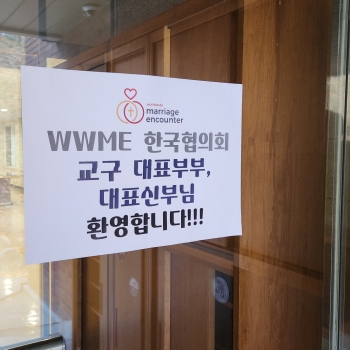 worldwide
marriage
encounter
WWME 한국협의회
교구 대표부부,
대표신부님
환영합니다!!!